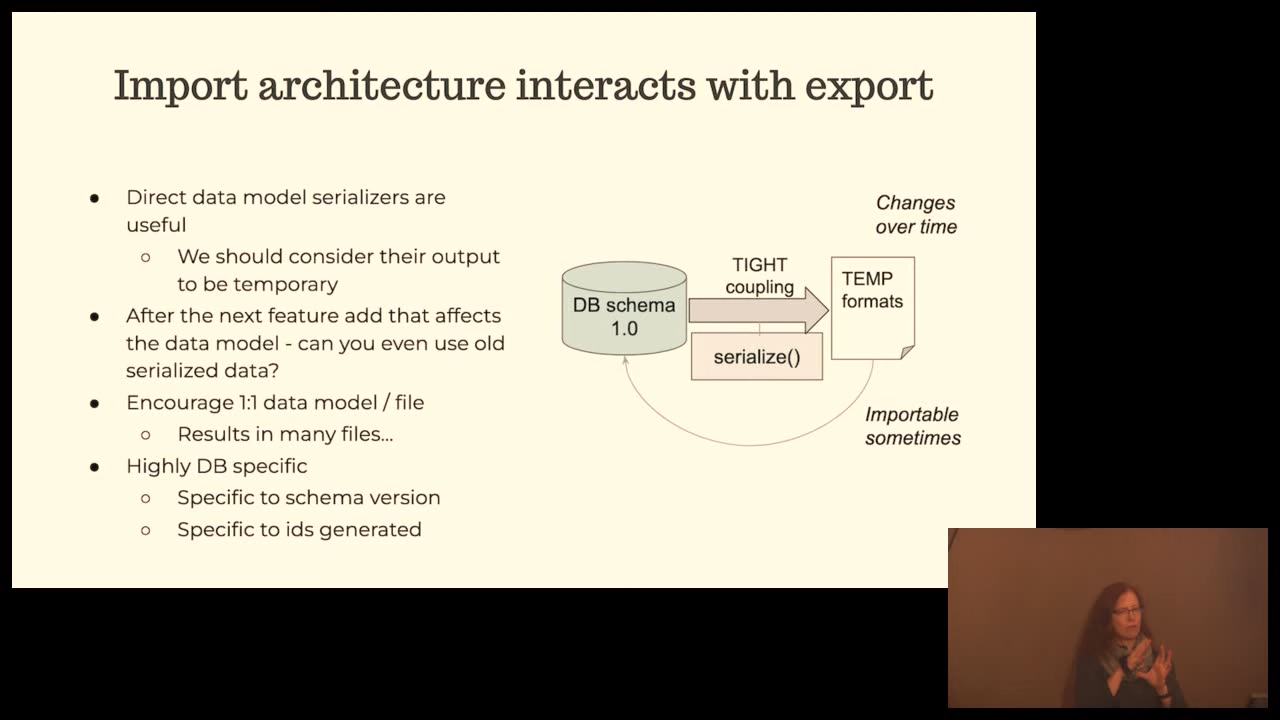 Import architecture interacts with export
● Direct data model serializers are
useful
○ We should consider their output
to be temporary
● After the next feature add that affects
the data model - can you even use old
serialized data?
● Encourage 1:1 data model / file
○ Results in many files...
● Highly DB specific
○ Specific to schema version
○ Specific to ids generated
Changes
over time
TIGHT
coupling
TEMP
formats
DB schema
1.0
serialize()
Importable
sometimes